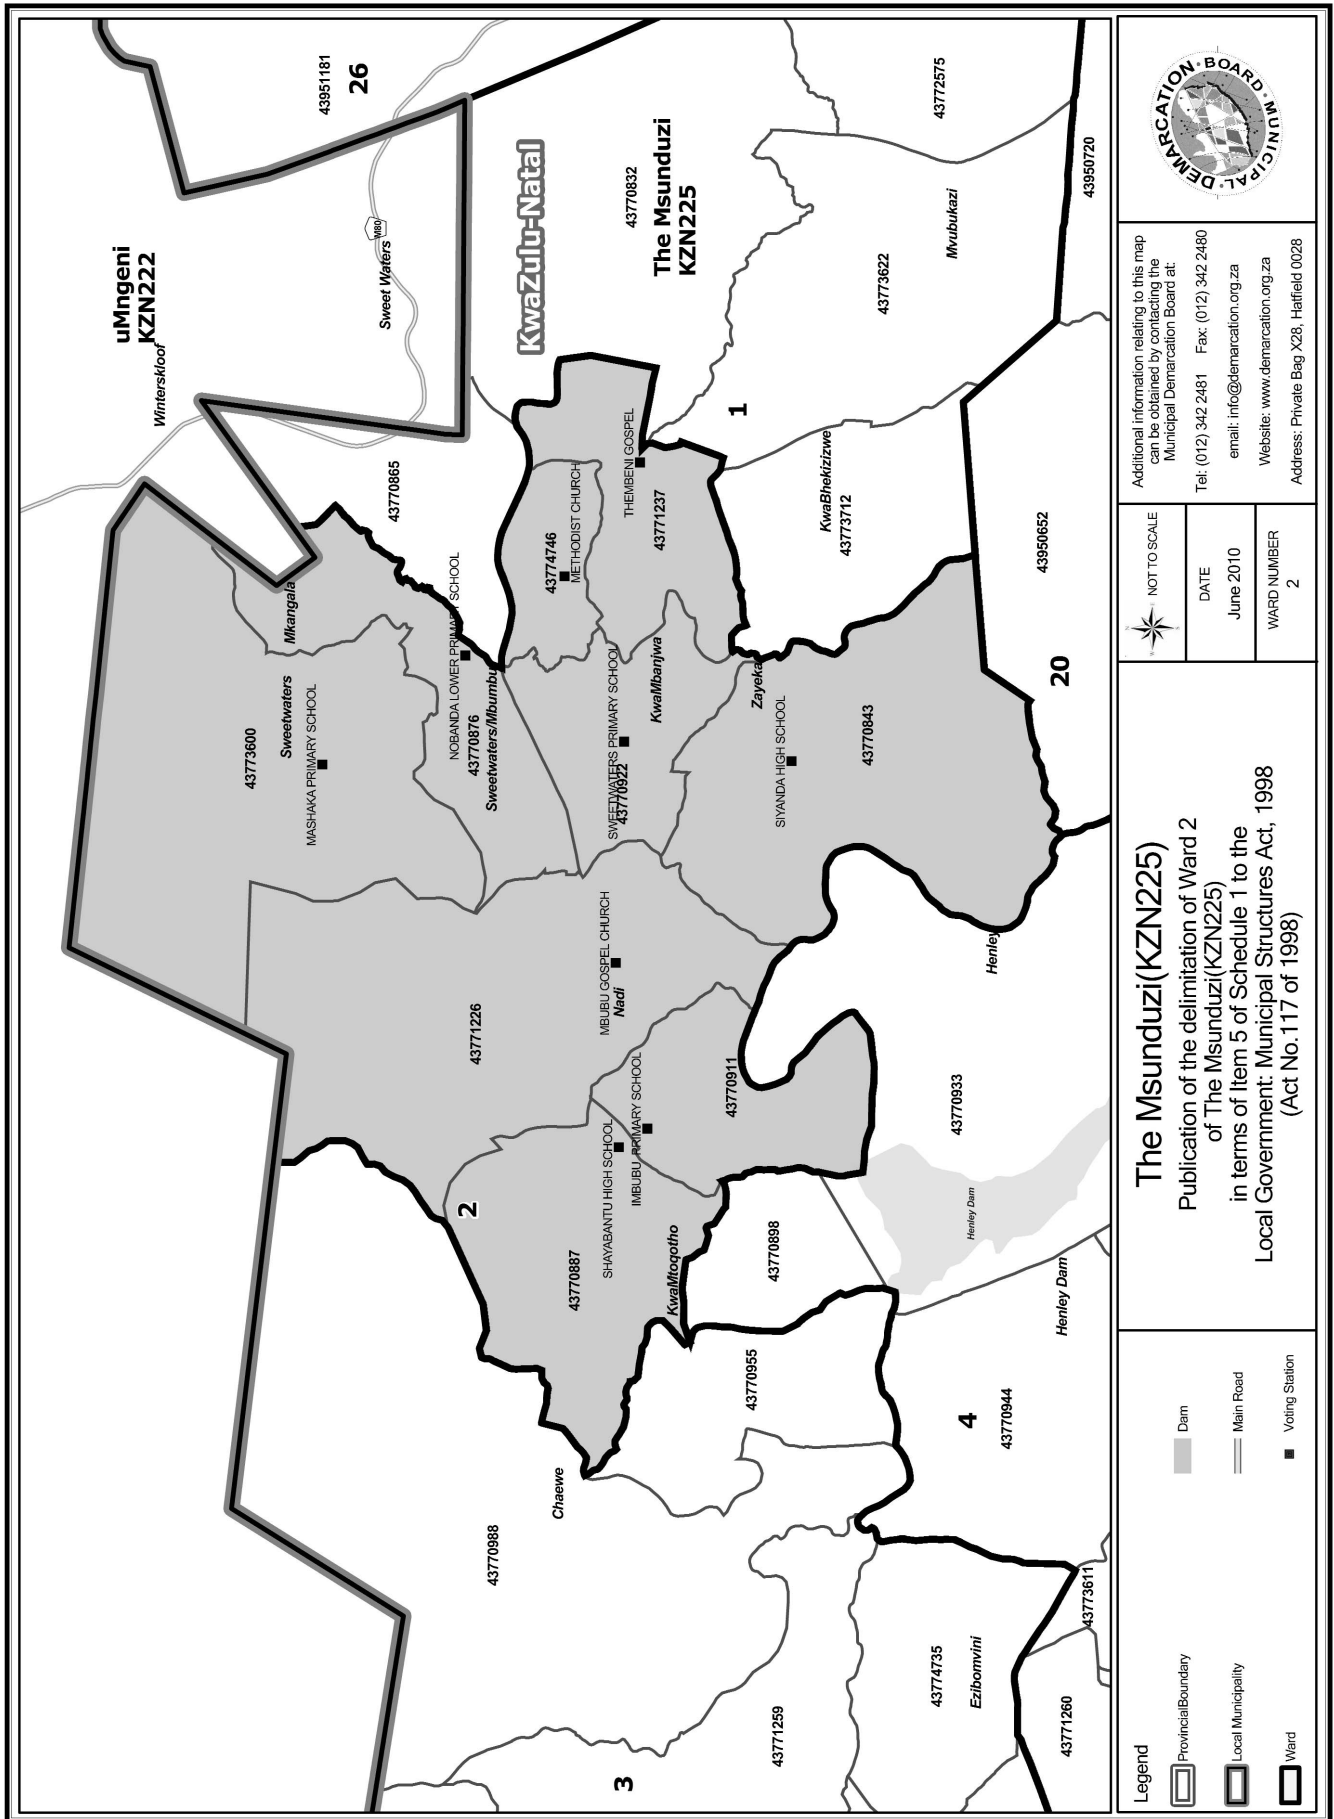 uMngeni
KZN222
Winterskloof
43951181
26
M80
Sweet Waters
KwaZulu-Natal
43770832
The Msunduzi
KZN225
43772575
Mvubukazi
43773622
43950720
1
KwaBhekizizwe
43773712
43950652
20
43770865
43774746
METHODIST CHURCH
THEMBENI GOSPEL
43771237
Mkangala
Sweetwaters
43773600
MASHAKA PRIMARY SCHOOL
NOBANDA LOWER PRIMARY SCHOOL
43770876
Sweetwaters/Mbumbu
SWEETWATERS PRIMARY SCHOOL
43770922
KwaMbanjwa
Zayeka
SIYANDA HIGH SCHOOL
43770843
MBUBU GOSPEL CHURCH
Nadi
43771226
2
IMBUBU PRIMARY SCHOOL
43770911
SHAYABANTU HIGH SCHOOL
43770887
KwaMtoqotho
Henley
43770933
Henley Dam
43770898
Henley Dam
43770955
4
43770944
Chaewe
43770988
43771259
3
43774735
Ezibomvini
43773611
43771260
Legend
ProvincialBoundary
Local Municipality
Ward
Dam
Main Road
Voting Station
The Msunduzi(KZN225)
Publication of the delimitation of Ward 2
of The Msunduzi(KZN225)
in terms of Item 5 of Schedule 1 to the
Local Government: Municipal Structures Act, 1998
(Act No.117 of 1998)
NOT TO SCALE
DATE
June 2010
WARD NUMBER
2
Additional information relating to this map
can be obtained by contacting the
Municipal Demarcation Board at:
Tel: (012) 342 2481 Fax: (012) 342 2480
email: info@demarcation.org.za
Website: www.demarcation.org.za
Address: Private Bag X28, Hatfield 0028
MUNICIPAL · DEMARCATION · BOARD ·